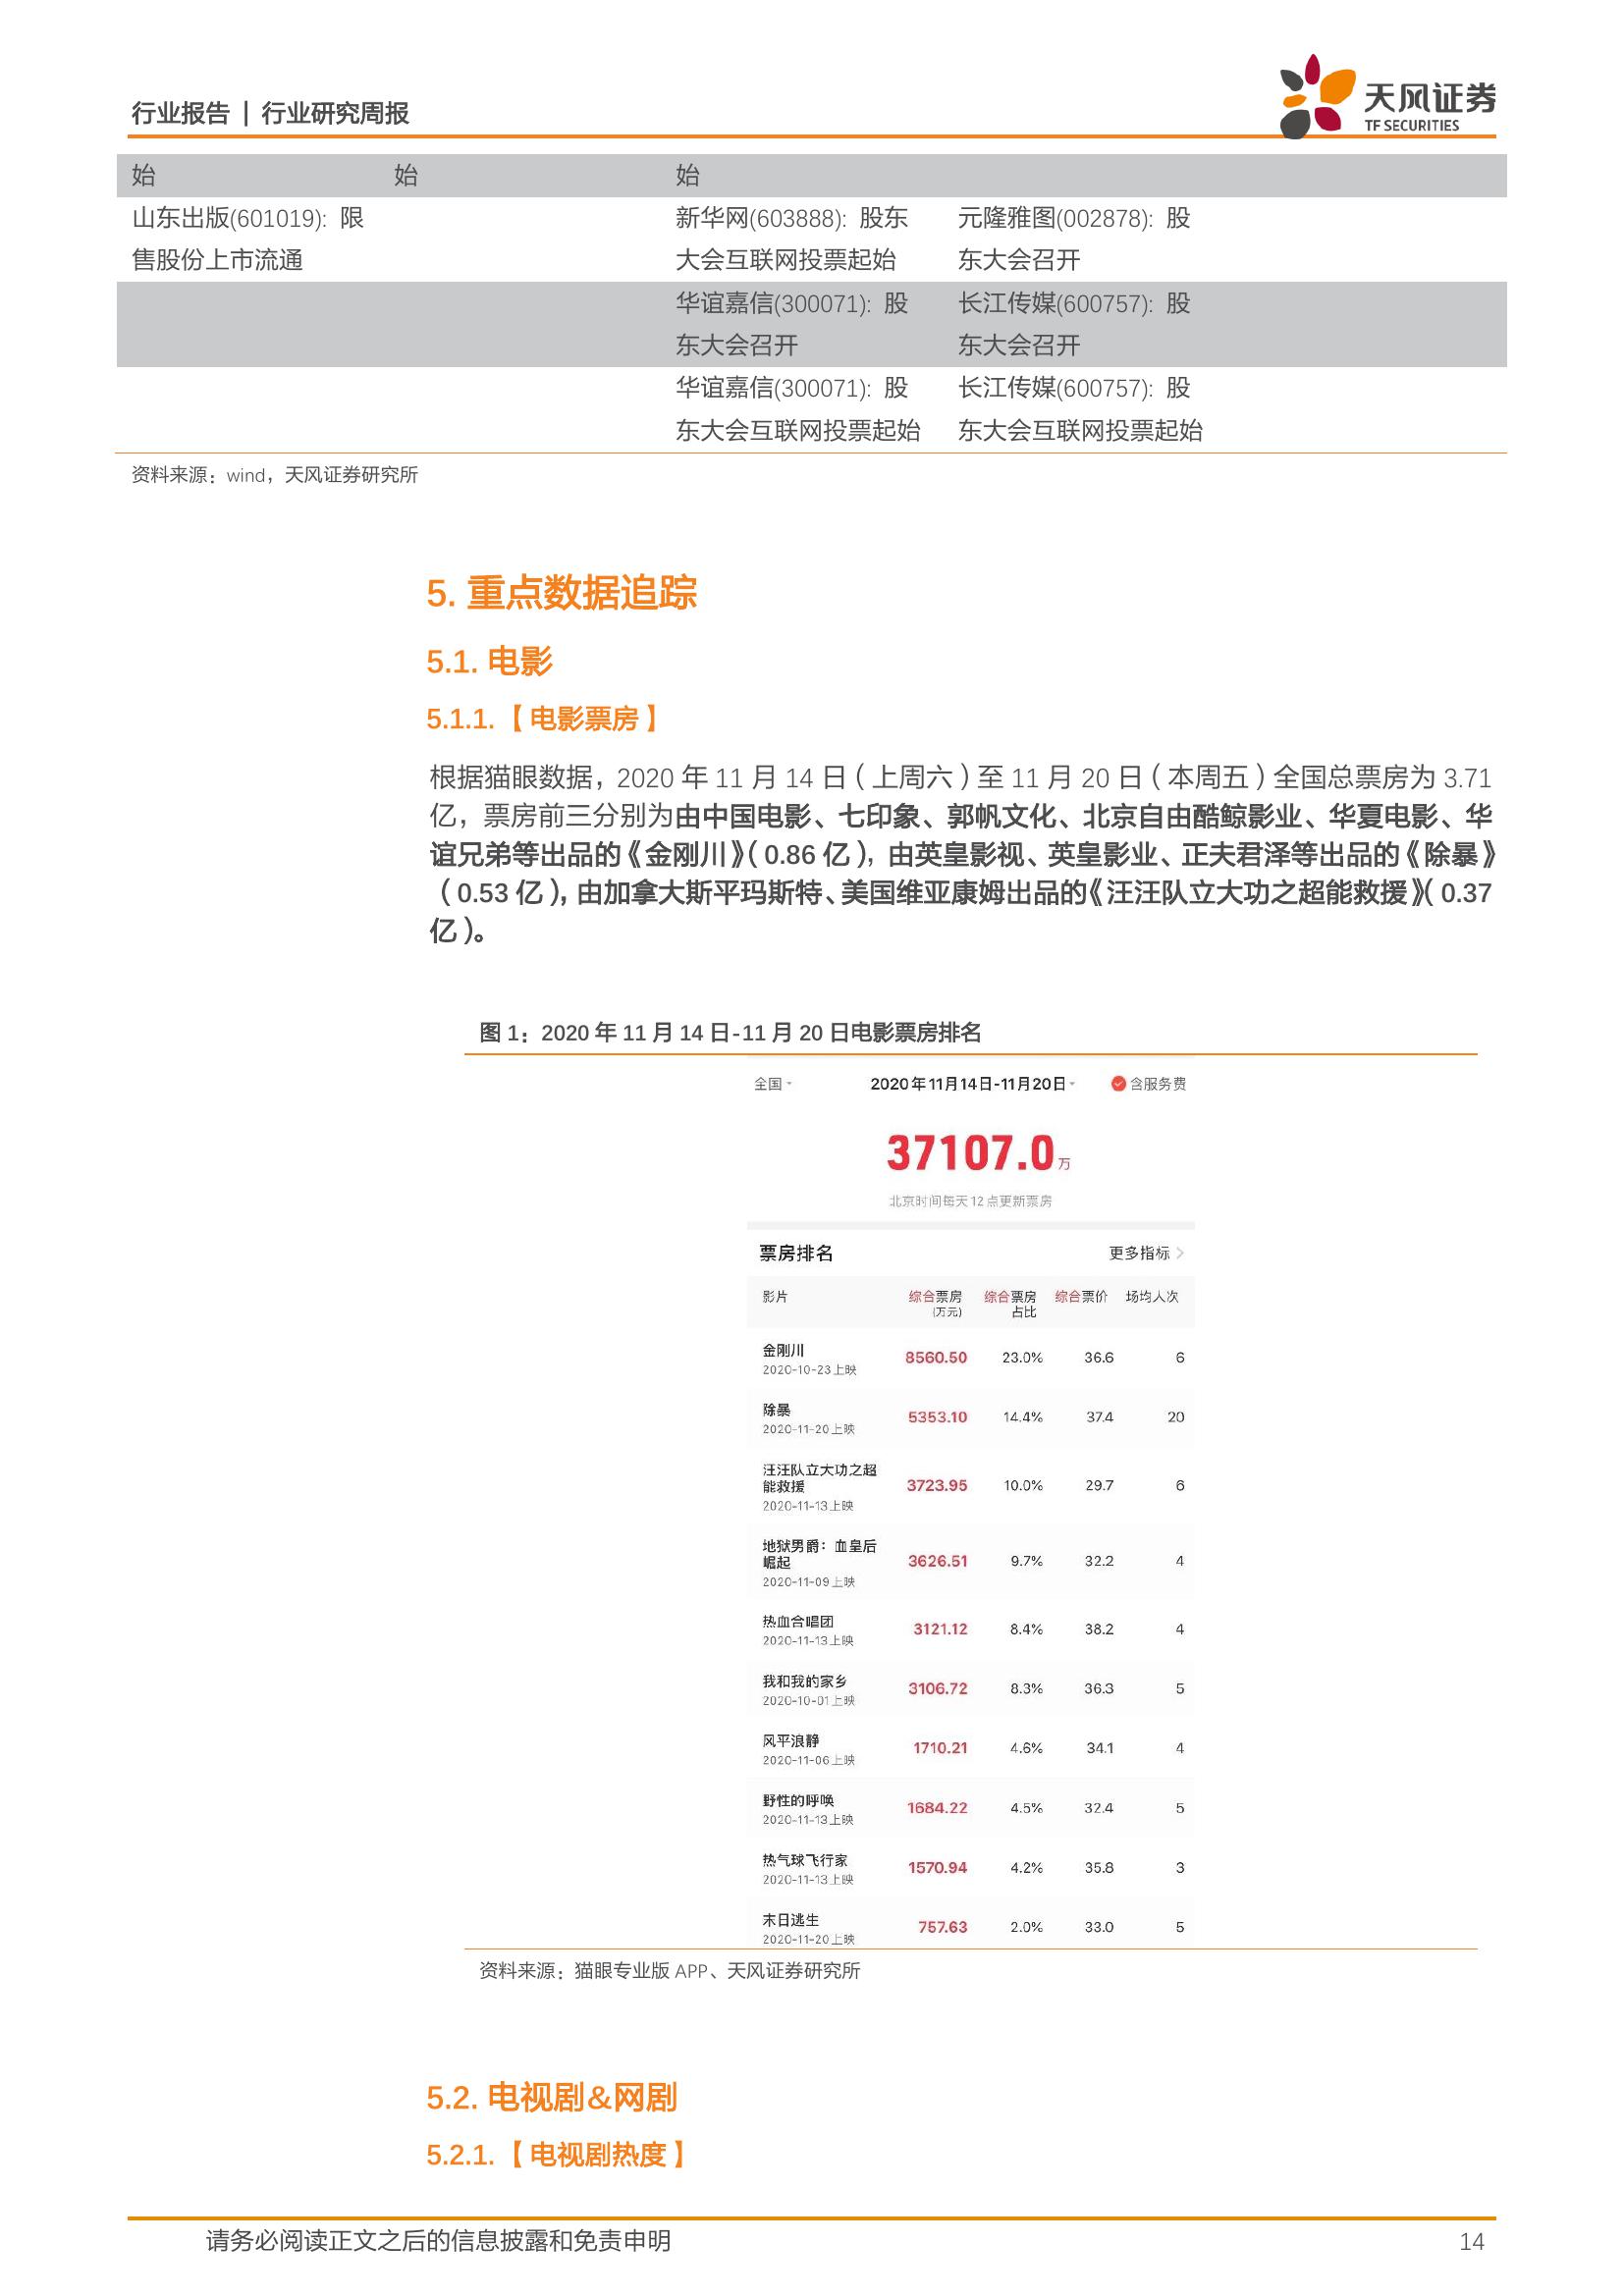 行业报告 | 行业研究周报
天风证券
TF SECURITIES
始 始 始
山东出版(601019): 限 新华网(603888): 股东 元隆雅图(002878): 股
售股份上市流通 大会互联网投票起始 东大会召开
华谊嘉信(300071): 股 长江传媒(600757): 股
东大会召开 东大会召开
华谊嘉信(300071): 股 长江传媒(600757): 股
东大会互联网投票起始 东大会互联网投票起始
资料来源：wind，天风证券研究所
5. 重点数据追踪
5.1. 电影
5.1.1.【电影票房】
根据猫眼数据，2020 年 11 月 14 日（上周六）至 11 月 20 日（本周五）全国总票房为 3.71
亿，票房前三分别为由中国电影、七印象、郭帆文化、北京自由酷鲸影业、华夏电影、华
谊兄弟等出品的《金刚川》（0.86 亿），由英皇影视、英皇影业、正夫君泽等出品的《除暴》
（0.53 亿），由加拿大斯平玛斯特、美国维亚康姆出品的《汪汪队立大功之超能救援》（0.37
亿）。
图 1：2020 年 11 月 14 日-11 月 20 日电影票房排名
全国 2020年11月14日-11月20日 含服务费
37107.0万
北京时间每天12点更新票房
票房排名 更多指标
影片 综合票房 综合票房 综合票价 场均人次
(万元) 占比
金刚川 8560.50 23.0% 36.6 6
2020-10-23上映
除暴 5353.10 14.4% 37.4 20
2020-11-20上映
汪汪队立大功之超
能救援 3723.95 10.0% 29.7 6
2020-11-13上映
地狱男爵：血皇后
崛起 3626.51 9.7% 32.2 4
2020-11-09上映
热血合唱团 3121.12 8.4% 38.2 4
2020-11-13上映
我和我的家乡 3106.72 8.3% 36.3 5
2020-10-01上映
风平浪静 1710.21 4.6% 34.1 4
2020-11-06上映
野性的呼唤 1684.22 4.5% 32.4 5
2020-11-13上映
热气球飞行家 1570.94 4.2% 35.8 3
2020-11-13上映
末日逃生 757.63 2.0% 33.0 5
2020-11-20上映
资料来源：猫眼专业版 APP、天风证券研究所
5.2. 电视剧&网剧
5.2.1.【电视剧热度】
请务必阅读正文之后的信息披露和免责申明 14